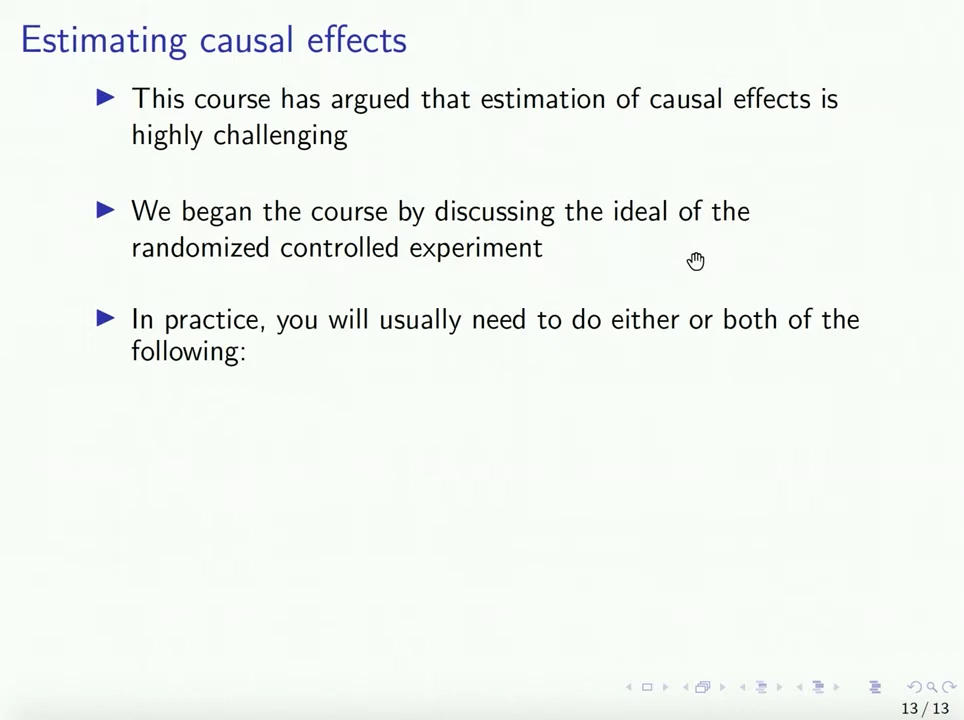 Estimating causal effects
This course has argued that estimation of causal effects is
highly challenging
We began the course by discussing the ideal of the
randomized controlled experiment
In practice, you will usually need to do either or both of the
following:
13 / 13